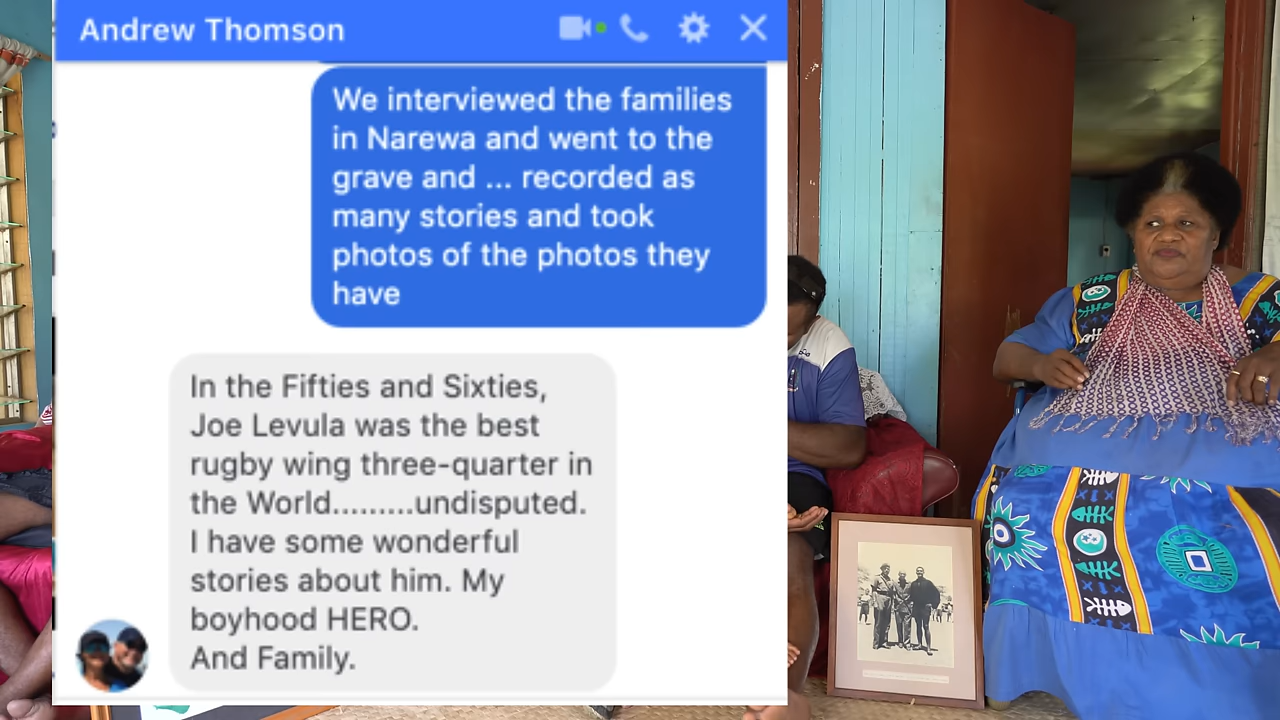 Andrew Thomson
We interviewed the families
in Narewa and went to the
grave and ... recorded as
many stories and took
photos of the photos they
have
In the Fifties and Sixties,
Joe Levula was the best
rugby wing three-quarter in
the World.........undisputed.
I have some wonderful
stories about him. My
boyhood HERO.
And Family.